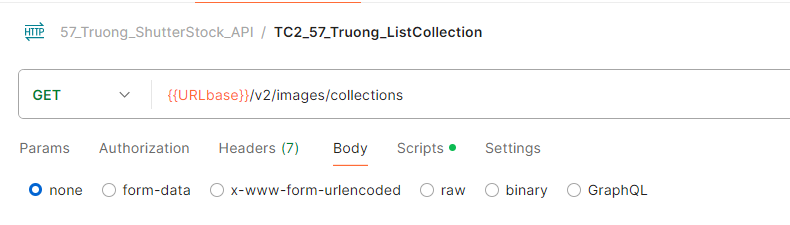 HTTP 57_Truong_ShutterStock_API / TC2_57_Truong_ListCollection
GET {{URLbase}}/v2/images/collections
Params Authorization Headers (7) Body Scripts Settings
none form-data x-www-form-urlencoded raw binary GraphQL